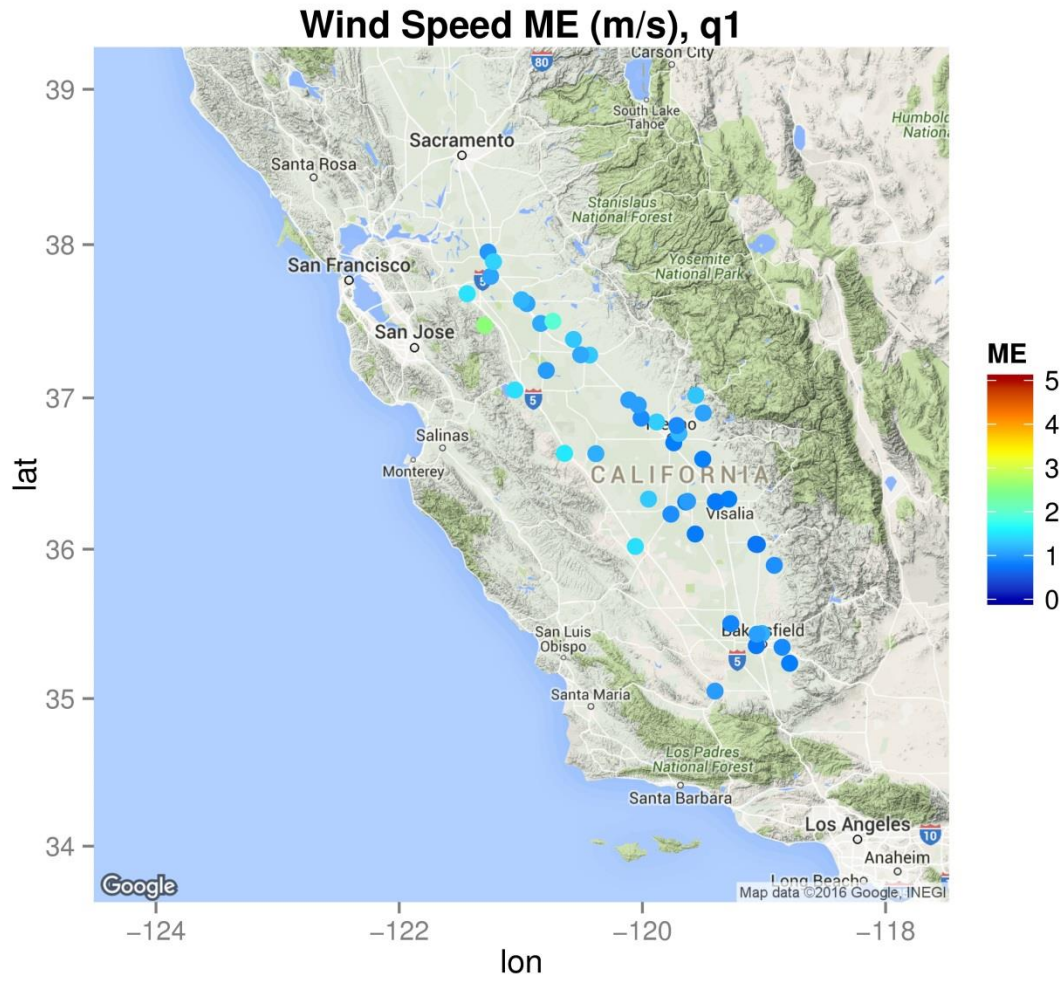 Wind Speed ME (m/s), q1
39
38
37
36
35
34
lat
−124
−122
−120
−118
lon
80
Carson City
South Lake
Tahoe
Sacramento
Santa Rosa
Stanislaus
National Forest
San Francisco
5
Yosemite
National Park
San Jose
5
Salinas
Monterey
CALIFORNIA
Visalia
San Luis
Obispo
5
Santa Maria
Los Padres
National Forest
Santa Barbara
Los Angeles
10
Anaheim
Long Beach
Google
Map data ©2016 Google, INEGI
ME
5
4
3
2
1
0